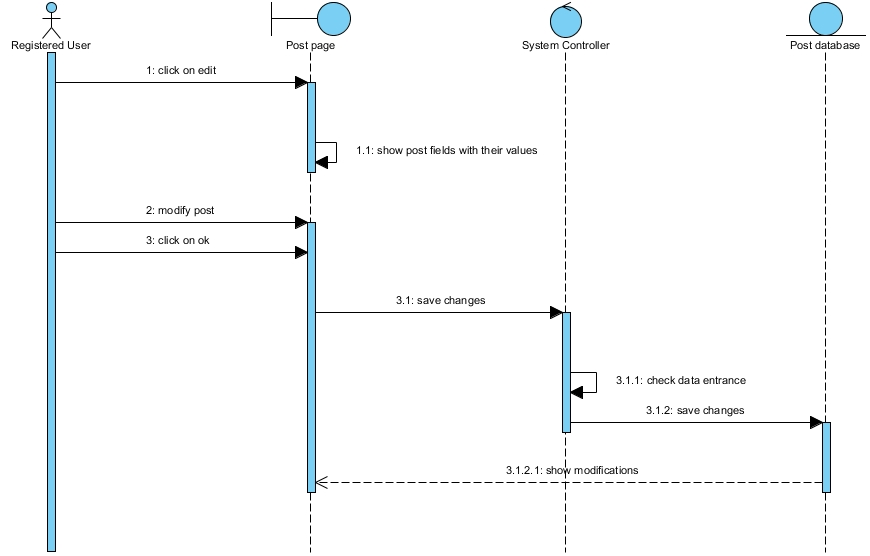 Registered User
Post page
System Controller
Post database
1: click on edit
1.1: show post fields with their values
2: modify post
3: click on ok
3.1: save changes
3.1.1: check data entrance
3.1.2: save changes
3.1.2.1: show modifications